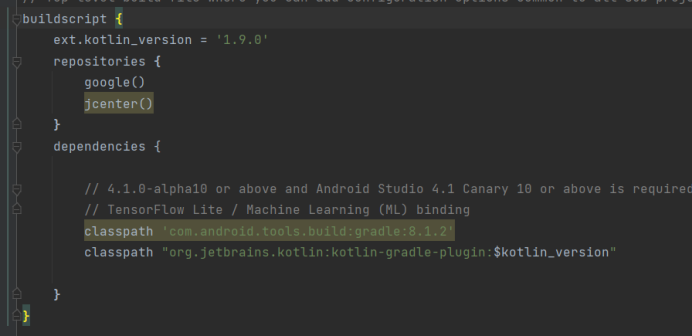 // Top-level build file where you can add configuration options common to all sub-proje
buildscript {
ext.kotlin_version = '1.9.0'
repositories {
google()
jcenter()
}
dependencies {
// 4.1.0-alpha10 or above and Android Studio 4.1 Canary 10 or above is required
// TensorFlow Lite / Machine Learning (ML) binding
classpath 'com.android.tools.build:gradle:8.1.2'
classpath "org.jetbrains.kotlin:kotlin-gradle-plugin:$kotlin_version"
}
}